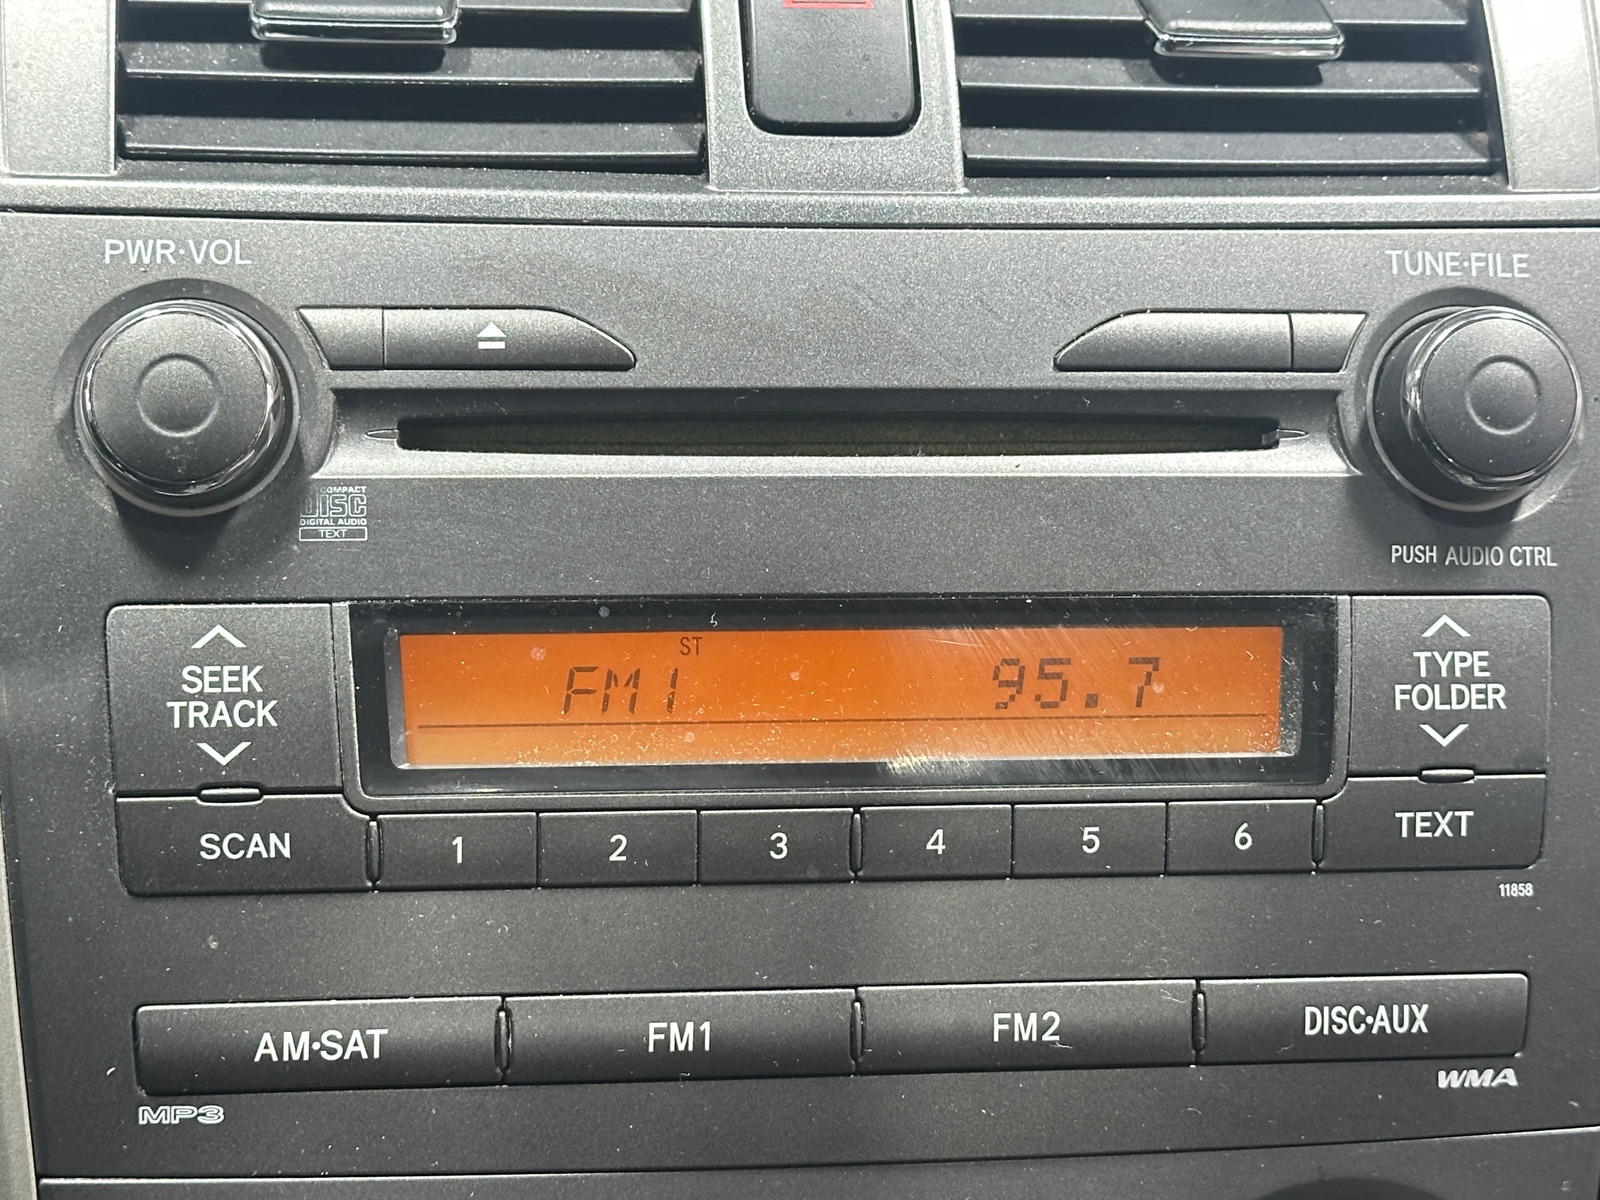 PWR·VOL
TUNE·FILE
COMPACT
DISC
DIGITAL AUDIO
TEXT
PUSH AUDIO CTRL
SEEK
TRACK
ST
FM1 95.7
TYPE
FOLDER
SCAN
1 2 3 4 5 6
TEXT
11858
AM·SAT
FM1
FM2
DISC·AUX
MP3
WMA